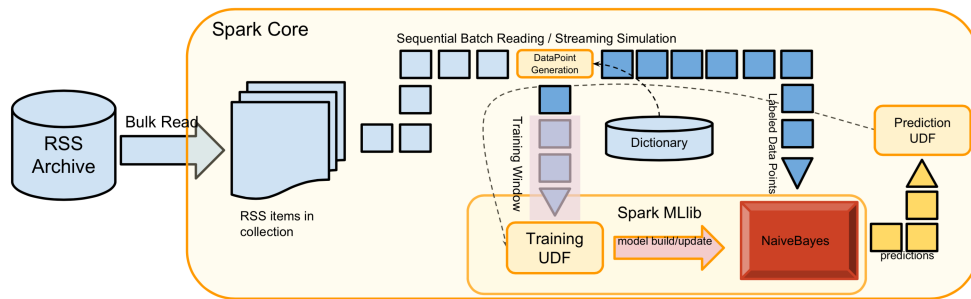 Spark Core
Sequential Batch Reading / Streaming Simulation
DataPoint
Generation
Bulk Read
RSS
Archive
RSS items in
collection
Training Window
Dictionary
Labeled Data Points
Prediction
UDF
Spark MLlib
Training
UDF
model build/update
NaiveBayes
predictions